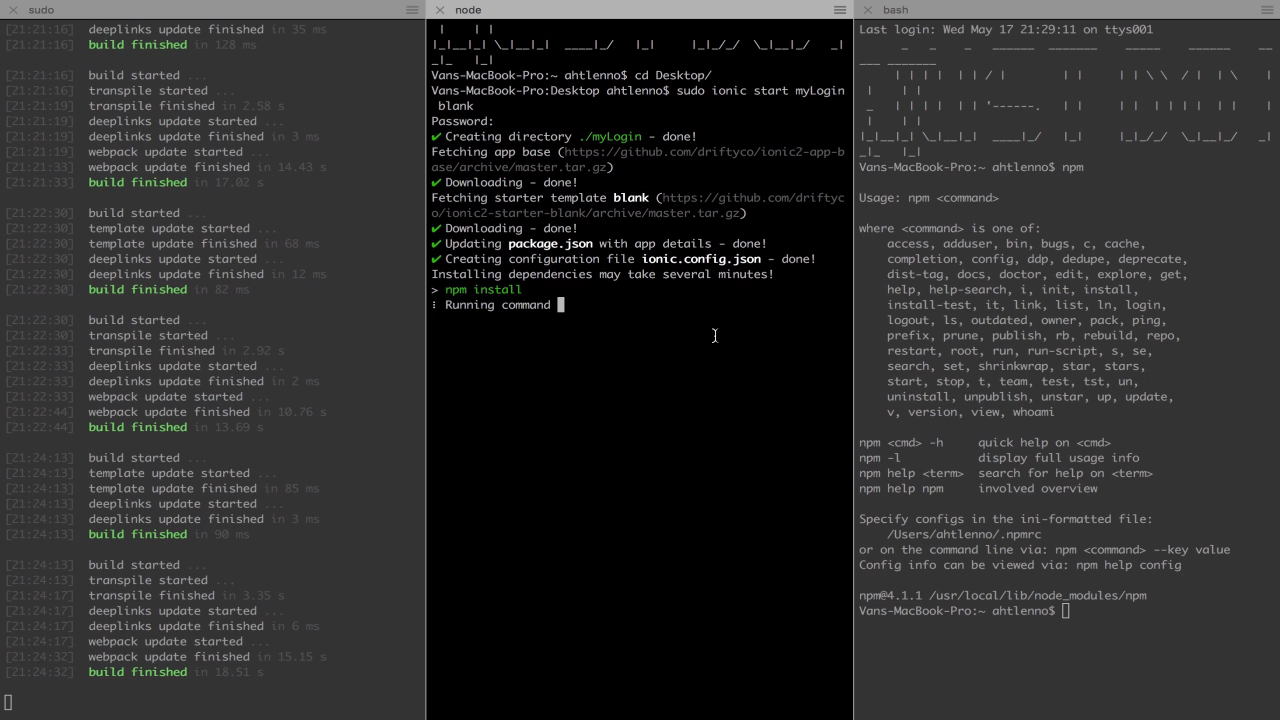 sudo
[21:21:16]  deeplinks update finished in 35 ms
[21:21:16]  build finished in 128 ms
[21:21:16]  build started ...
[21:21:16]  transpile started ...
[21:21:19]  transpile finished in 2.58 s
[21:21:19]  deeplinks update started ...
[21:21:19]  deeplinks update finished in 3 ms
[21:21:19]  webpack update started ...
[21:21:33]  webpack update finished in 14.43 s
[21:21:33]  build finished in 17.02 s
[21:22:30]  build started ...
[21:22:30]  template update started ...
[21:22:30]  template update finished in 68 ms
[21:22:30]  deeplinks update started ...
[21:22:30]  deeplinks update finished in 12 ms
[21:22:30]  build finished in 82 ms
[21:22:30]  build started ...
[21:22:30]  transpile started ...
[21:22:33]  transpile finished in 2.92 s
[21:22:33]  deeplinks update started ...
[21:22:33]  deeplinks update finished in 2 ms
[21:22:33]  webpack update started ...
[21:22:44]  webpack update finished in 10.76 s
[21:22:44]  build finished in 13.69 s
[21:24:13]  build started ...
[21:24:13]  template update started ...
[21:24:13]  template update finished in 85 ms
[21:24:13]  deeplinks update started ...
[21:24:13]  deeplinks update finished in 3 ms
[21:24:13]  build finished in 90 ms
[21:24:13]  build started ...
[21:24:13]  transpile started ...
[21:24:17]  transpile finished in 3.35 s
[21:24:17]  deeplinks update started ...
[21:24:17]  deeplinks update finished in 6 ms
[21:24:17]  webpack update started ...
[21:24:32]  webpack update finished in 15.15 s
[21:24:32]  build finished in 18.51 s
node
Vans-MacBook-Pro:~ ahtlenno$ cd Desktop/
Vans-MacBook-Pro:Desktop ahtlenno$ sudo ionic start myLogin
blank
Password:
✔ Creating directory ./myLogin - done!
Fetching app base (https://github.com/driftyco/ionic2-app-b
ase/archive/master.tar.gz)
✔ Downloading - done!
Fetching starter template blank (https://github.com/driftyc
o/ionic2-starter-blank/archive/master.tar.gz)
✔ Downloading - done!
✔ Updating package.json with app details - done!
✔ Creating configuration file ionic.config.json - done!
Installing dependencies may take several minutes!
> npm install
⠇ Running command
bash
Last login: Wed May 17 21:29:11 on ttys001
Vans-MacBook-Pro:~ ahtlenno$ npm
Usage: npm <command>
where <command> is one of:
access, adduser, bin, bugs, c, cache,
completion, config, ddp, dedupe, deprecate,
dist-tag, docs, doctor, edit, explore, get,
help, help-search, i, init, install,
install-test, it, link, list, ln, login,
logout, ls, outdated, owner, pack, ping,
prefix, prune, publish, rb, rebuild, repo,
restart, root, run, run-script, s, se,
search, set, shrinkwrap, star, stars,
start, stop, t, team, test, tst, un,
uninstall, unpublish, unstar, up, update,
v, version, view, whoami
npm <cmd> -h     quick help on <cmd>
npm -l           display full usage info
npm help <term>  search for help on <term>
npm help npm     involved overview
Specify configs in the ini-formatted file:
/Users/ahtlenno/.npmrc
or on the command line via: npm <command> --key value
Config info can be viewed via: npm help config
npm@4.1.1 /usr/local/lib/node_modules/npm
Vans-MacBook-Pro:~ ahtlenno$